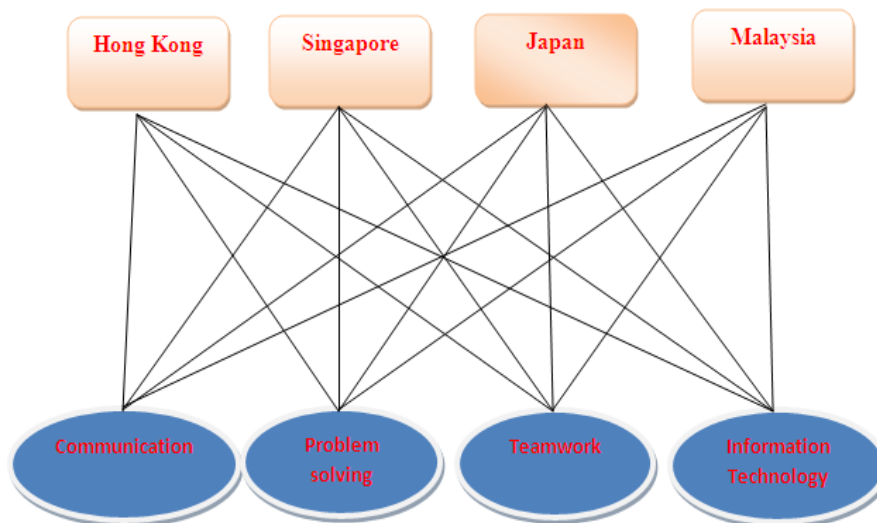 Hong Kong
Singapore
Japan
Malaysia
Communication
Problem
solving
Teamwork
Information
Technology